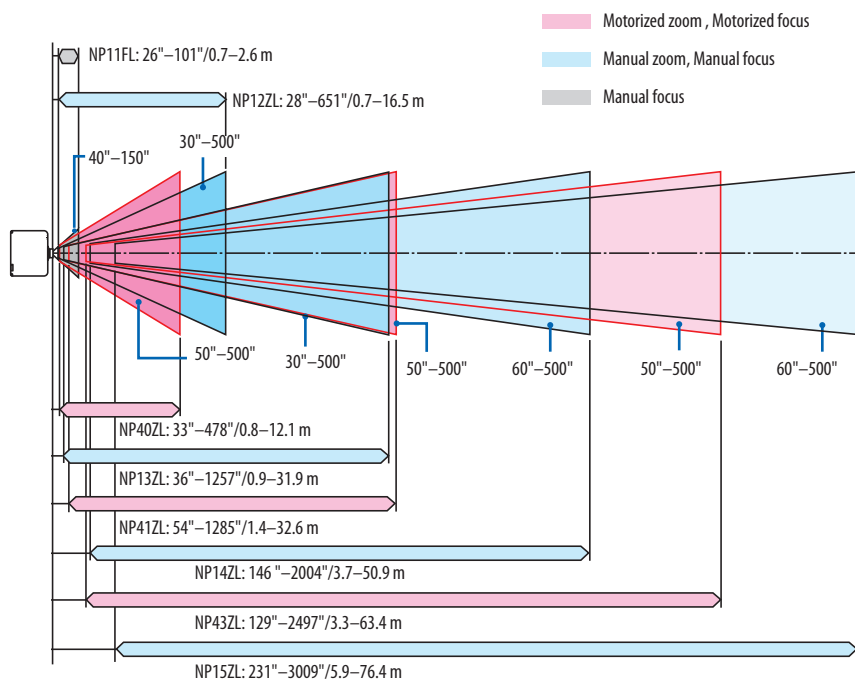 Motorized zoom , Motorized focus
Manual zoom, Manual focus
Manual focus
NP11FL: 26"–101"/0.7–2.6 m
NP12ZL: 28"–651"/0.7–16.5 m
30"–500"
40"–150"
50"–500"
30"–500"
50"–500"
60"–500"
50"–500"
60"–500"
NP40ZL: 33"–478"/0.8–12.1 m
NP13ZL: 36"–1257"/0.9–31.9 m
NP41ZL: 54"–1285"/1.4–32.6 m
NP14ZL: 146 "–2004"/3.7–50.9 m
NP43ZL: 129"–2497"/3.3–63.4 m
NP15ZL: 231"–3009"/5.9–76.4 m